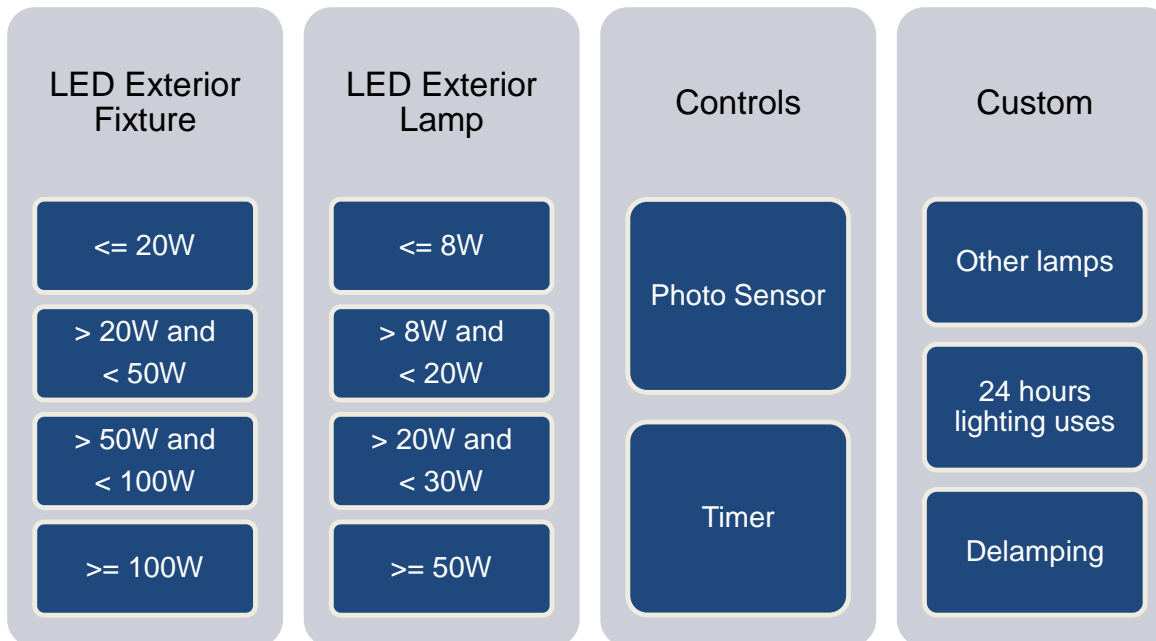 LED Exterior
Fixture
<= 20W
> 20W and
< 50W
> 50W and
< 100W
>= 100W
LED Exterior
Lamp
<= 8W
> 8W and
< 20W
> 20W and
< 30W
>= 50W
Controls
Photo Sensor
Timer
Custom
Other lamps
24 hours
lighting uses
Delamping